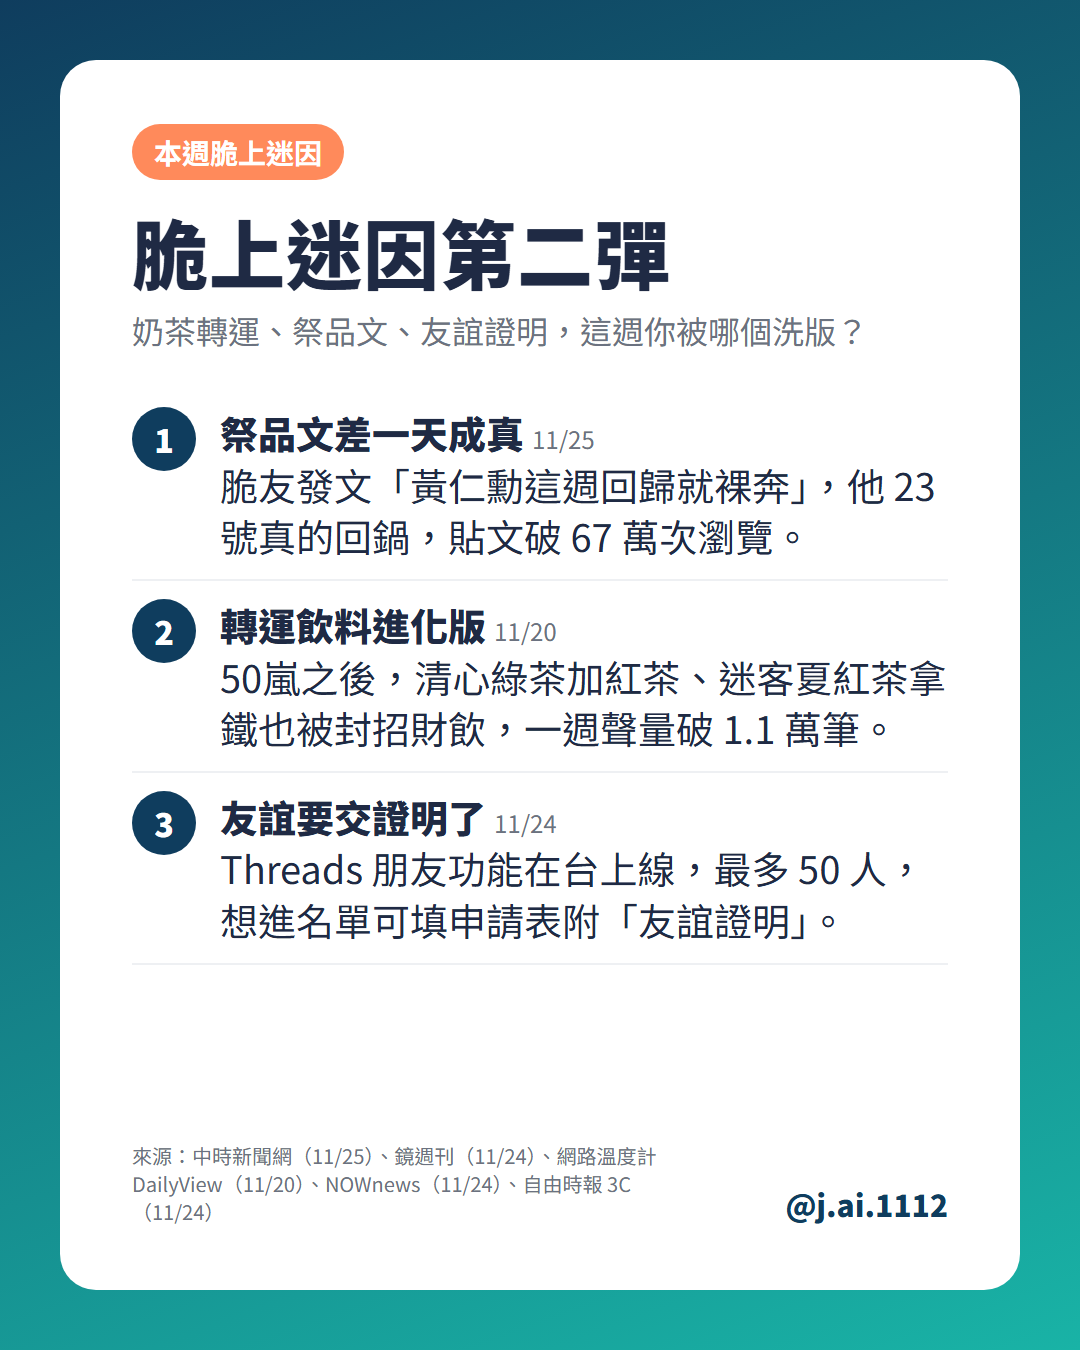 本週脆上迷因
脆上迷因第二彈
奶茶轉運、祭品文、友誼證明，這週你被哪個洗版？
1
祭品文差一天成真 11/25
脆友發文「黃仁勳這週回歸就裸奔」，他 23
號真的回鍋，貼文破 67 萬次瀏覽。
2
轉運飲料進化版 11/20
50嵐之後，清心綠茶加紅茶、迷客夏紅茶拿
鐵也被封招財飲，一週聲量破 1.1 萬筆。
3
友誼要交證明了 11/24
Threads 朋友功能在台上線，最多 50 人，
想進名單可填申請表附「友誼證明」。
來源：中時新聞網（11/25）、鏡週刊（11/24）、網路溫度計
DailyView（11/20）、NOWnews（11/24）、自由時報 3C
（11/24）
@j.ai.1112